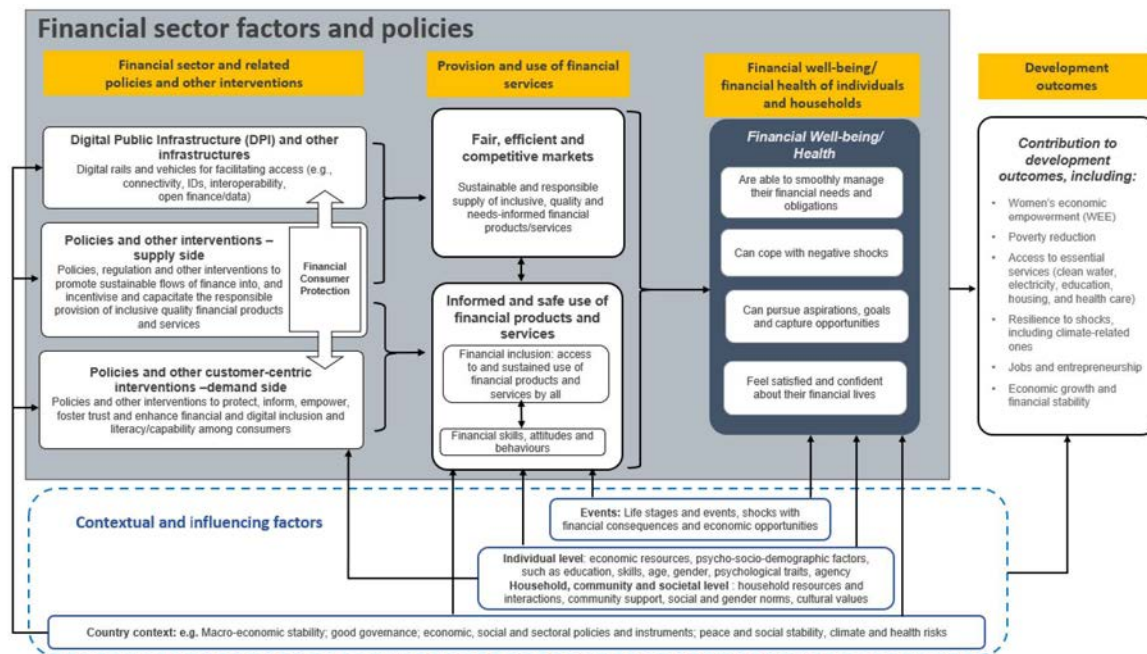 Financial sector factors and policies
Financial sector and related
policies and other interventions
Provision and use of financial
services
Financial well-being/
financial health of individuals
and households
Development
outcomes
Digital Public Infrastructure (DPI) and other
infrastructures
Digital rails and vehicles for facilitating access (e.g.,
connectivity, IDs, interoperability,
open finance/data)
Policies and other interventions –
supply side
Policies, regulation and other interventions to
promote sustainable flows of finance into, and
incentivise and capacitate the responsible
provision of inclusive quality financial products
and services
Financial
Consumer
Protection
Policies and other customer-centric
interventions –demand side
Policies and other interventions to protect, inform, empower,
foster trust and enhance financial and digital inclusion and
literacy/capability among consumers
Fair, efficient and
competitive markets
Sustainable and responsible
supply of inclusive, quality and
needs-informed financial
products/services
Informed and safe use of
financial products and
services
Financial inclusion: access
to and sustained use of
financial products and
services by all
Financial skills, attitudes and
behaviours
Financial Well-being/
Health
Are able to smoothly manage
their financial needs and
obligations
Can cope with negative shocks
Can pursue aspirations, goals
and capture opportunities
Feel satisfied and confident
about their financial lives
Contribution to
development
outcomes, including:
• Women's economic
empowerment (WEE)
• Poverty reduction
• Access to essential
services (clean water,
electricity, education,
housing, and health care)
• Resilience to shocks,
including climate-related
ones
• Jobs and entrepreneurship
• Economic growth and
financial stability
Contextual and influencing factors
Events: Life stages and events, shocks with
financial consequences and economic opportunities
Individual level: economic resources, psycho-socio-demographic factors,
such as education, skills, age, gender, psychological traits, agency
Household, community and societal level : household resources and
interactions, community support, social and gender norms, cultural values
Country context: e.g. Macro-economic stability; good governance; economic, social and sectoral policies and instruments; peace and social stability, climate and health risks